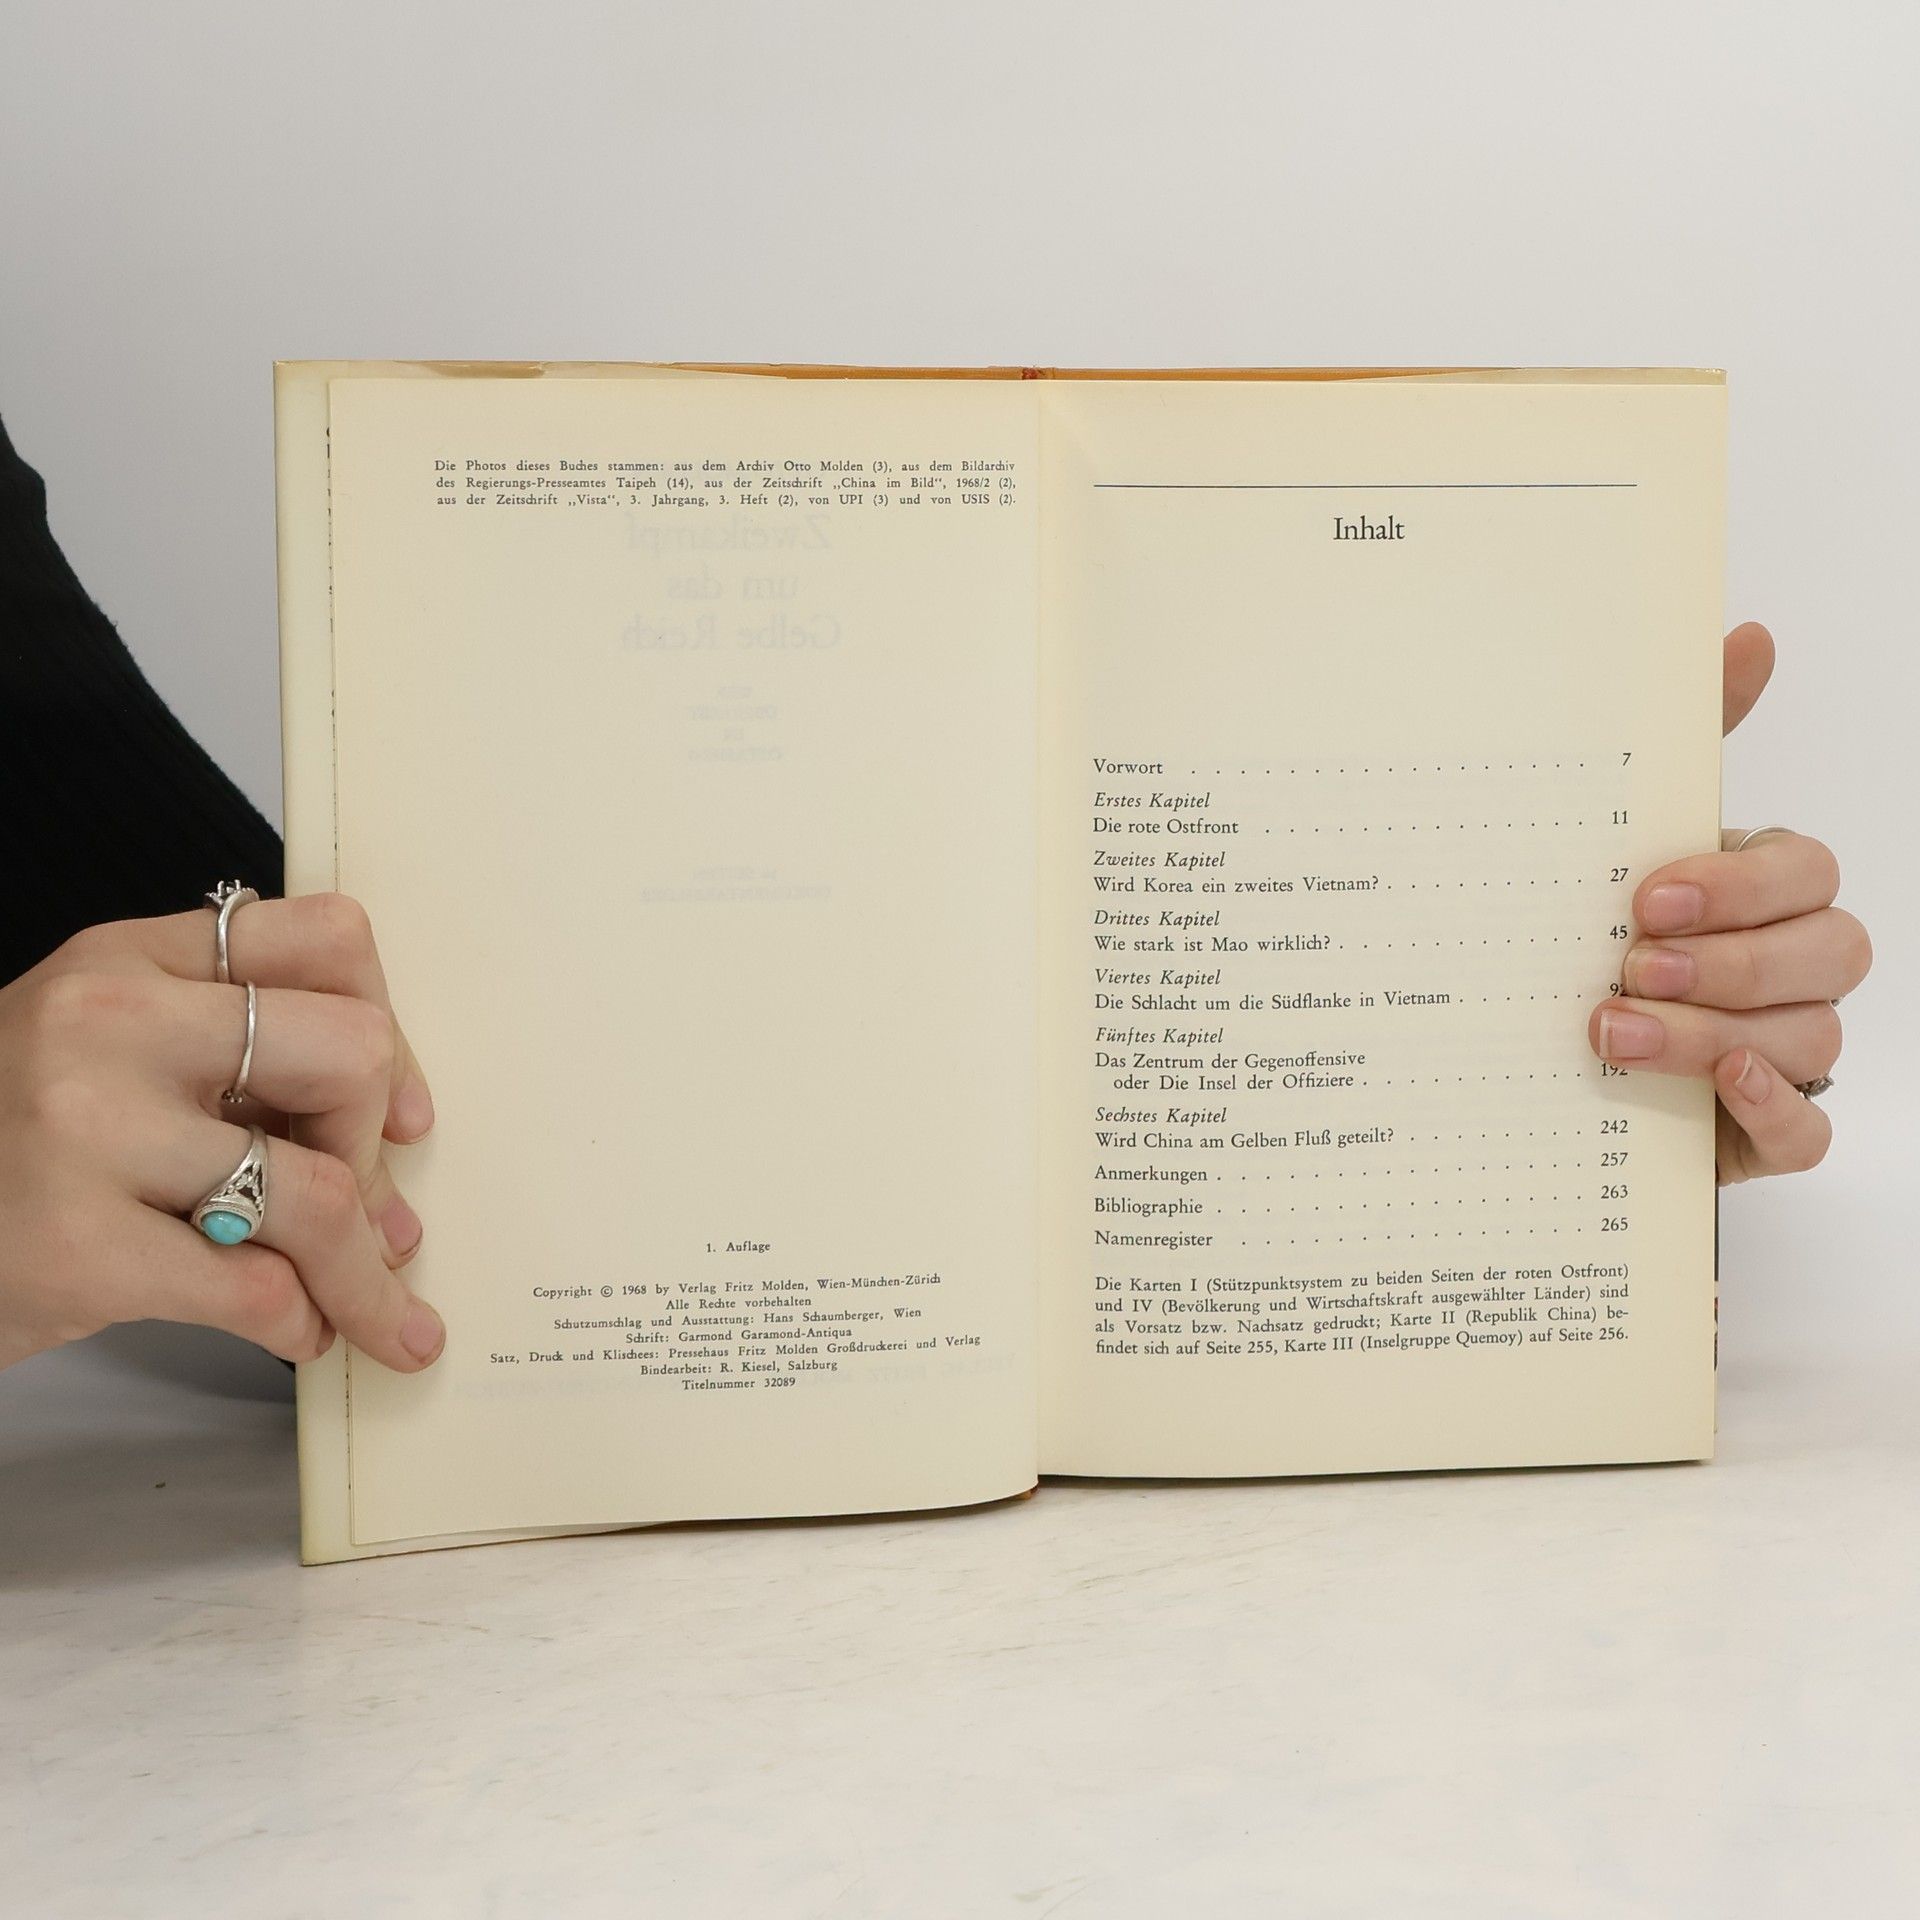 Die Photos dieses Buches stammen: aus dem Archiv Otto Molden (3), aus dem Bildarchiv
des Regierungs-Presseamtes Taipeh (14), aus der Zeitschrift „China im Bild“, 1968/2 (2),
aus der Zeitschrift „Vista“, 3. Jahrgang, 3. Heft (2), von UPI (3) und von USIS (2).
Zweikampf
um das
Gelbe Reich
1. Auflage
Copyright © 1968 by Verlag Fritz Molden, Wien-München-Zürich
Alle Rechte vorbehalten
Schutzumschlag und Ausstattung: Hans Schaumberger, Wien
Schrift: Garmond Garamond-Antiqua
Satz, Druck und Klischees: Pressehaus Fritz Molden Großdruckerei und Verlag
Bindearbeit: R. Kiesel, Salzburg
Titelnummer 32089
Inhalt
Vorwort . . . . . . . . . . . . . . . . . 7
Erstes Kapitel
Die rote Ostfront . . . . . . . . . . . . . . 11
Zweites Kapitel
Wird Korea ein zweites Vietnam? . . . . . . . . . 27
Drittes Kapitel
Wie stark ist Mao wirklich? . . . . . . . . . . . 45
Viertes Kapitel
Die Schlacht um die Südflanke in Vietnam . . . . . .
Fünftes Kapitel
Das Zentrum der Gegenoffensive
oder Die Insel der Offiziere . . . . . . . . . . 192
Sechstes Kapitel
Wird China am Gelben Fluß geteilt? . . . . . . . . 242
Anmerkungen . . . . . . . . . . . . . . . . 257
Bibliographie . . . . . . . . . . . . . . . . 263
Namenregister . . . . . . . . . . . . . . . 265
Die Karten I (Stützpunktsystem zu beiden Seiten der roten Ostfront)
und IV (Bevölkerung und Wirtschaftskraft ausgewählter Länder) sind
als Vorsatz bzw. Nachsatz gedruckt; Karte II (Republik China) be-
findet sich auf Seite 255, Karte III (Inselgruppe Quemoy) auf Seite 256.